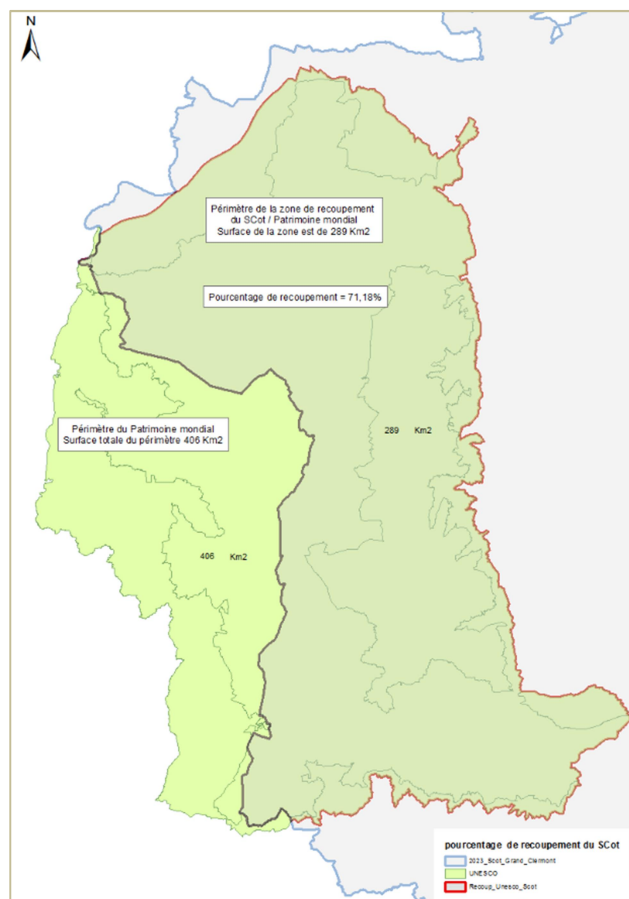 N
Périmètre de la zone de recoupement
du SCot / Patrimoine mondial
Surface de la zone est de 289 Km2
Pourcentage de recoupement = 71,18%
Périmètre du Patrimoine mondial
Surface totale du périmètre 406 Km2
289 Km2
406 Km2
pourcentage de recoupement du SCot
2023_Scot_Grand_Clermont
UNESCO
Recoup_Unesco_Scot